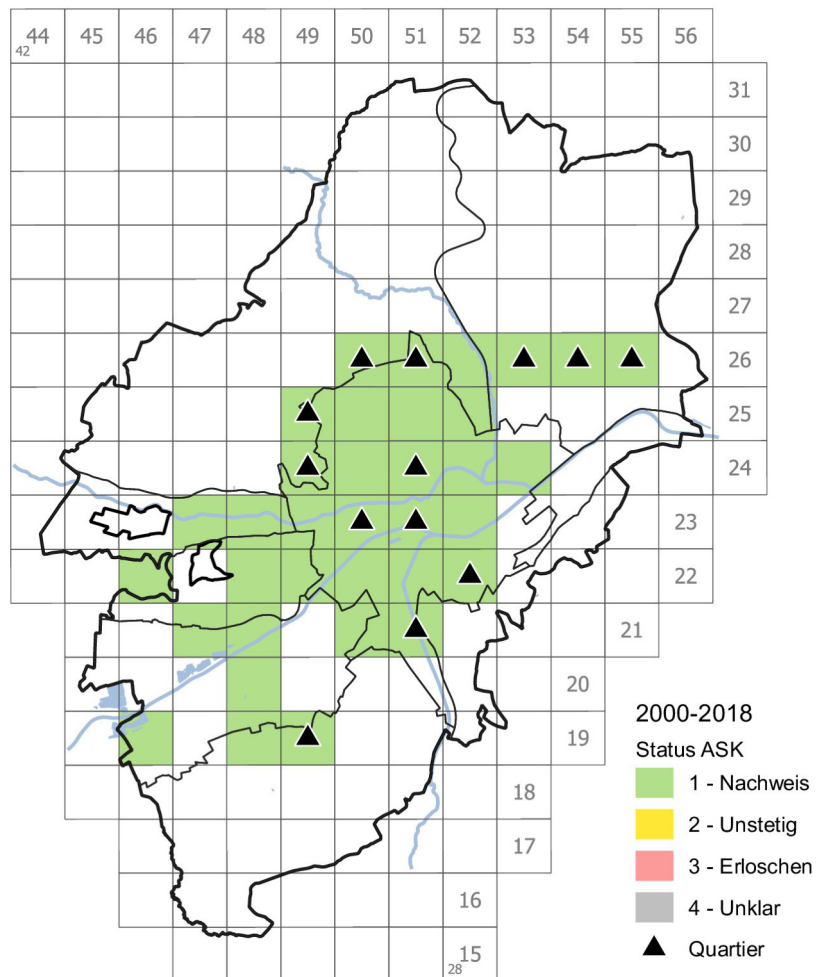 44 45 46 47 48 49 50 51 52 53 54 55 56
42
31
30
29
28
27
26
25
24
23
22
21
20
19
18
17
16
15
28
2000-2018
Status ASK
1 - Nachweis
2 - Unstetig
3 - Erloschen
4 - Unklar
Quartier